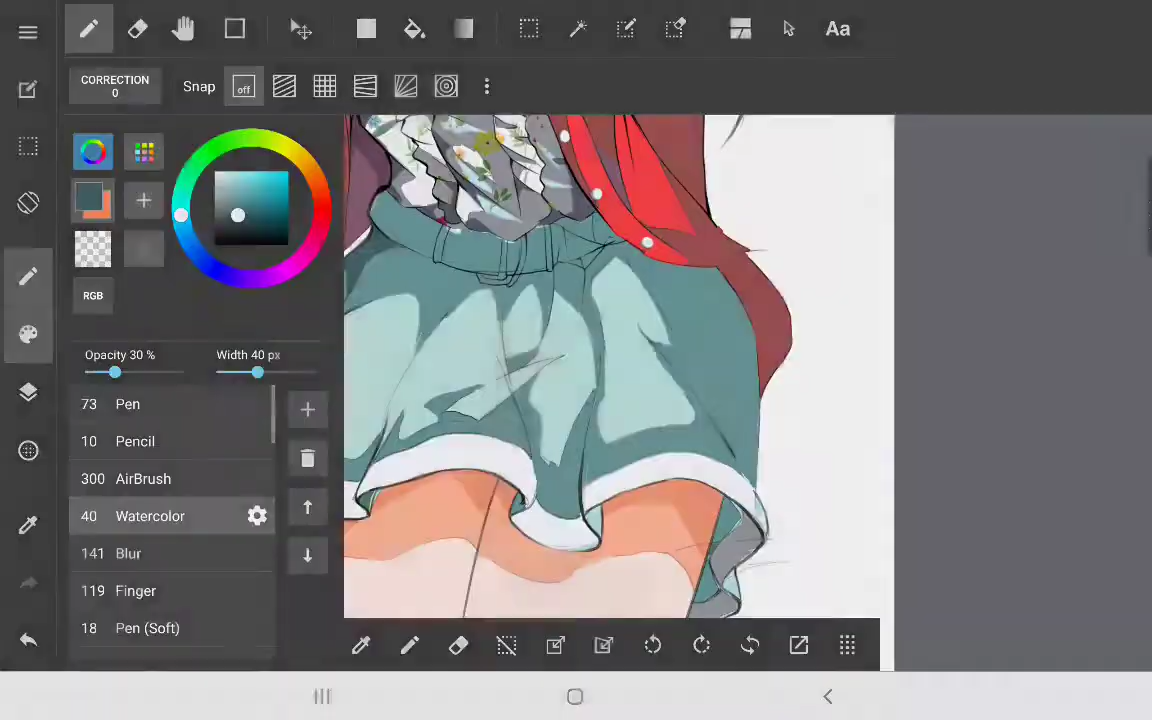 Aa
CORRECTION
0
Snap
off
RGB
Opacity 30 %
Width 40 px
73 Pen
10 Pencil
300 AirBrush
40 Watercolor
141 Blur
119 Finger
18 Pen (Soft)